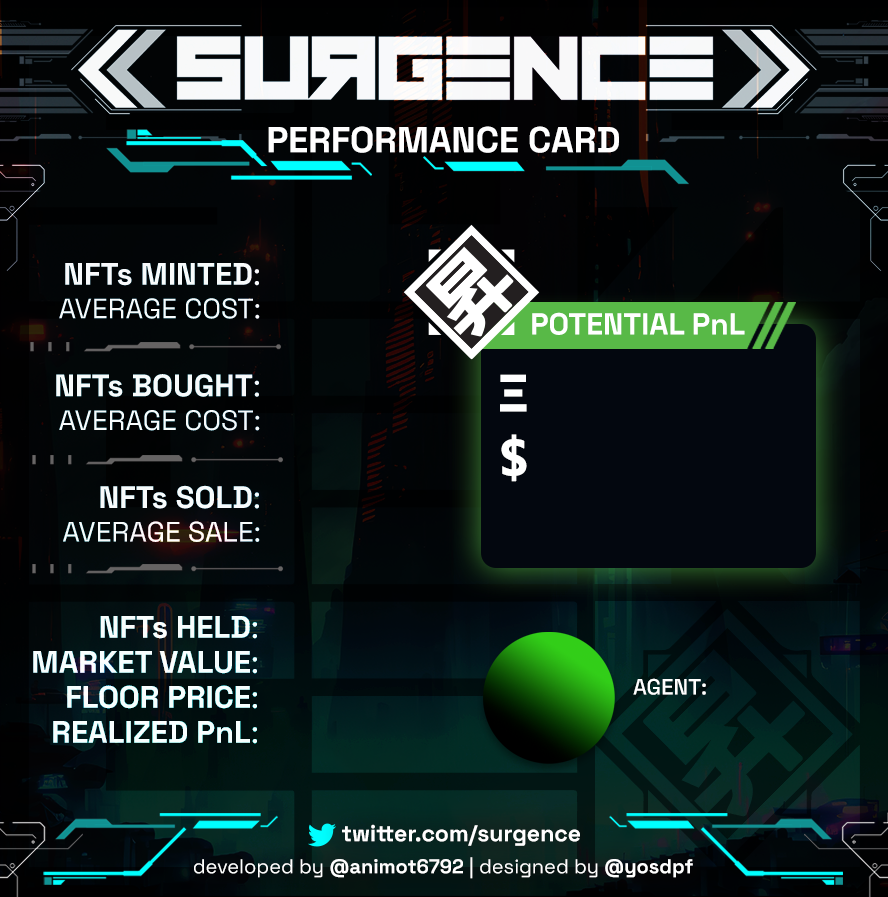 SURGENCE
PERFORMANCE CARD
NFTs MINTED:
AVERAGE COST:
NFTs BOUGHT:
AVERAGE COST:
NFTs SOLD:
AVERAGE SALE:
NFTs HELD:
MARKET VALUE:
FLOOR PRICE:
REALIZED PnL:
昇
POTENTIAL PnL
Ξ
$
AGENT:
twitter.com/surgence
developed by @animot6792 | designed by @yosdpf